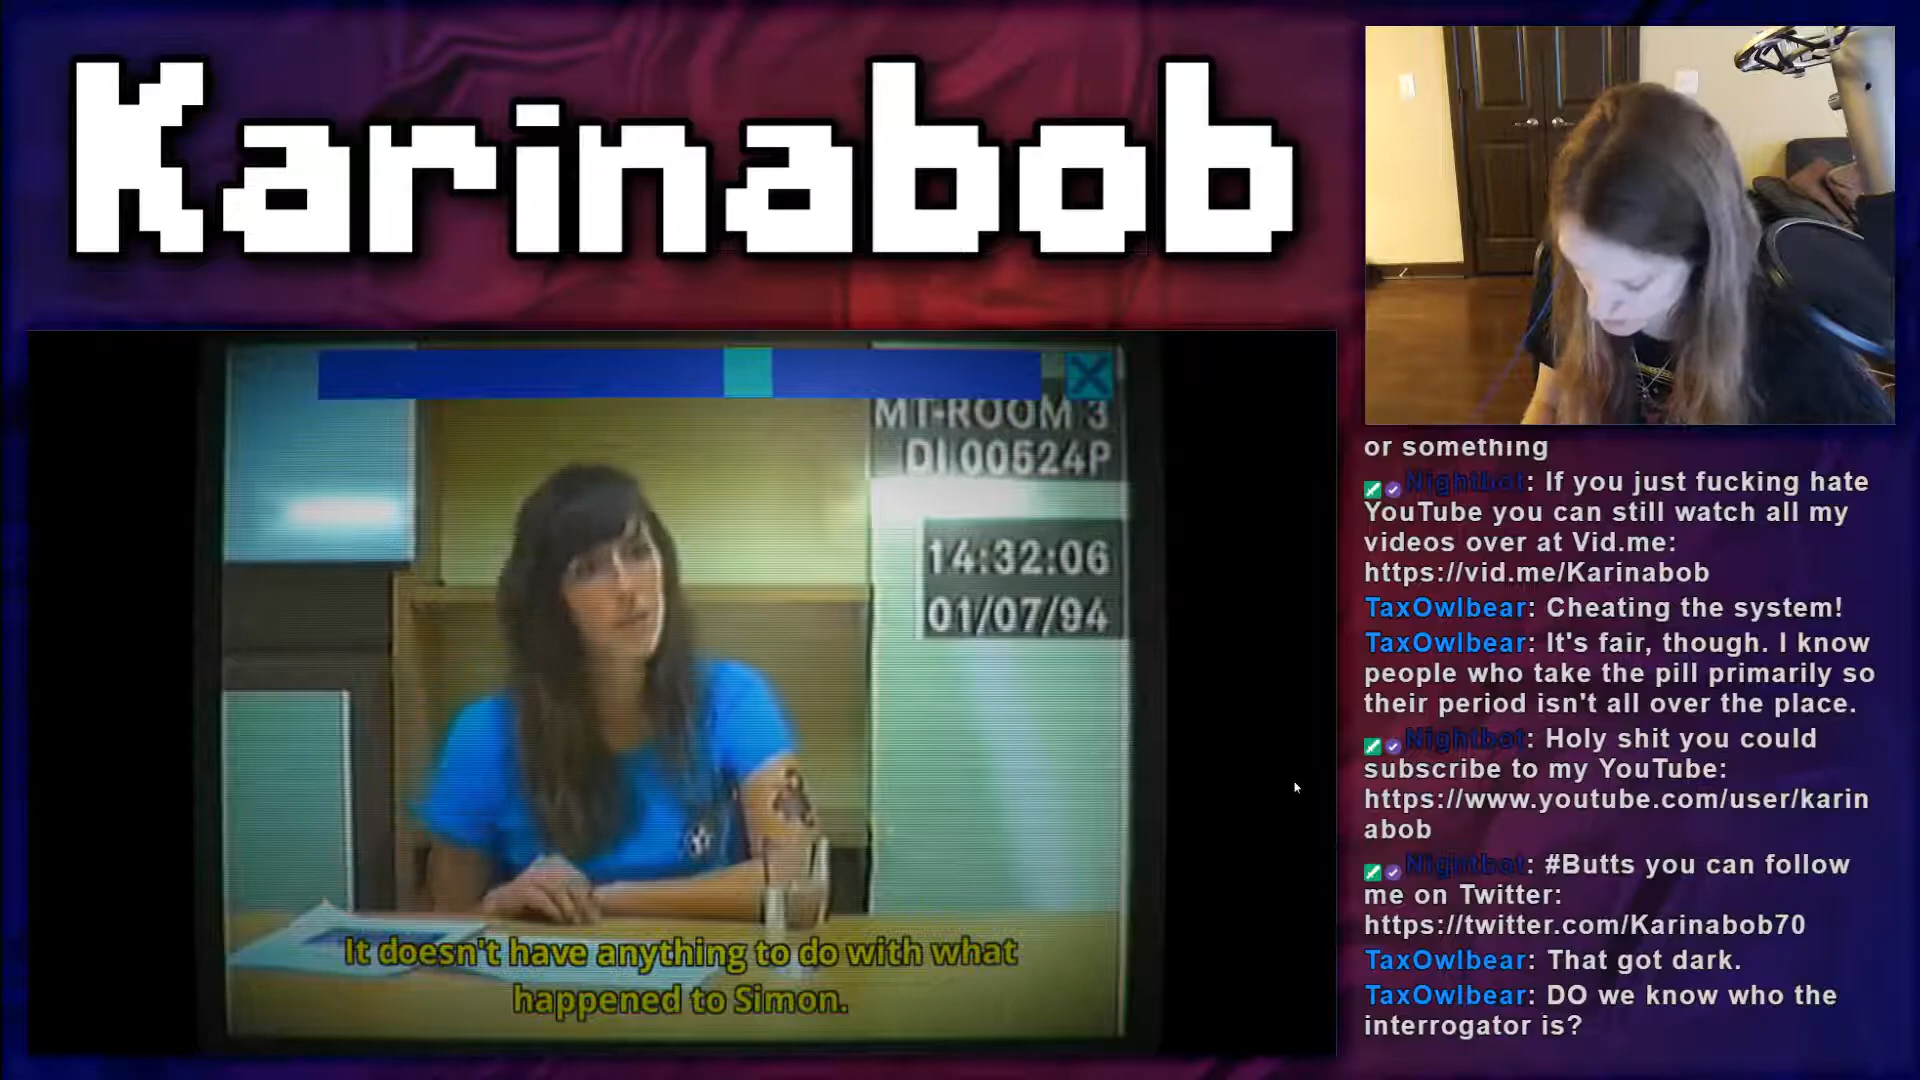 Karinabob
MT-ROOM 3
DI 00524P
14:32:06
01/07/94
It doesn't have anything to do with what
happened to Simon.
or something
Nightbot: If you just fucking hate
YouTube you can still watch all my
videos over at Vid.me:
https://vid.me/Karinabob
TaxOwlbear: Cheating the system!
TaxOwlbear: It's fair, though. I know
people who take the pill primarily so
their period isn't all over the place.
Nightbot: Holy shit you could
subscribe to my YouTube:
https://www.youtube.com/user/karin
abob
Nightbot: #Butts you can follow
me on Twitter:
https://twitter.com/Karinabob70
TaxOwlbear: That got dark.
TaxOwlbear: DO we know who the
interrogator is?